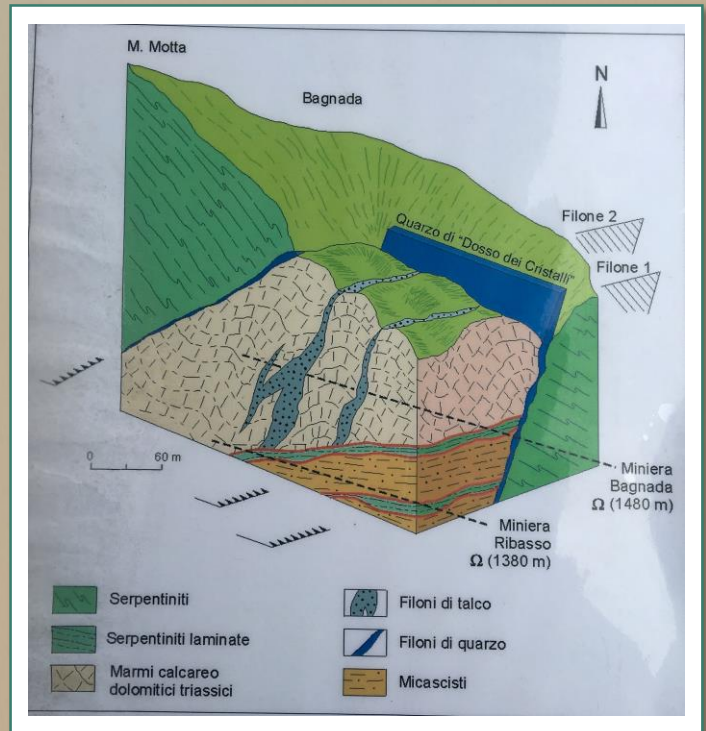 M. Motta
Bagnada
N
Quarzo di "Dosso dei Cristalli"
Filone 2
Filone 1
0 60 m
Miniera
Bagnada
Ω (1480 m)
Miniera
Ribasso
Ω (1380 m)
Serpentiniti
Serpentiniti laminate
Marmi calcareo
dolomitici triassici
Filoni di talco
Filoni di quarzo
Micascisti